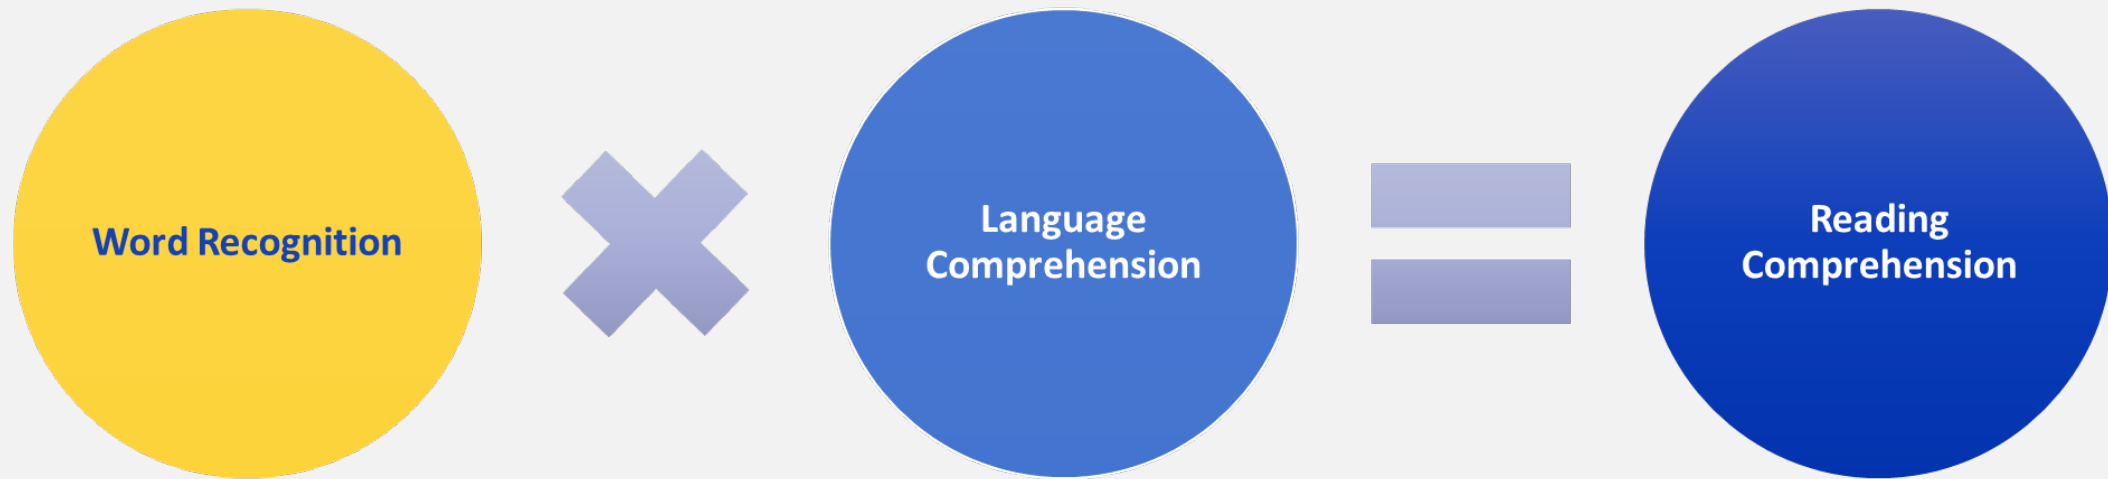 Word Recognition
Language
Comprehension
Reading
Comprehension